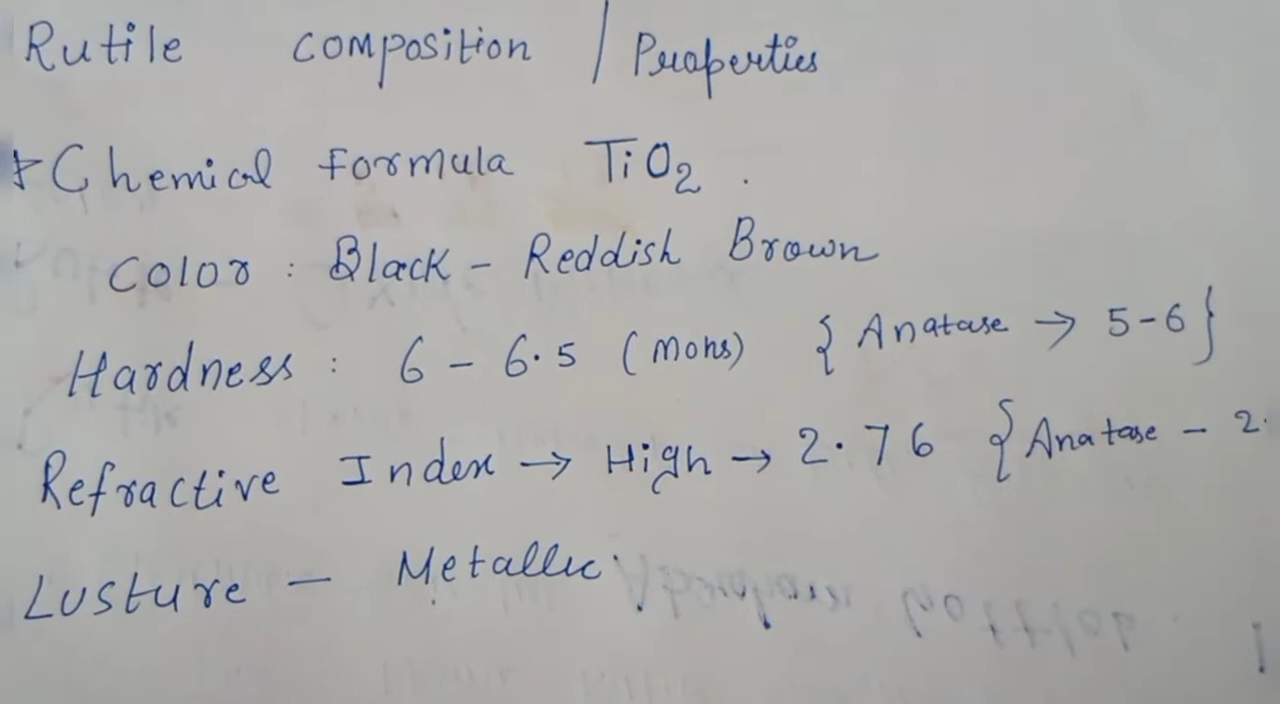 Rutile composition / Properties
* Chemical Formula TiO₂.
Color : Black - Reddish Brown
Hardness : 6 - 6.5 (Mohs) { Anatase → 5-6 }
Refractive Index → High → 2.76 { Anatase - 2.
Lusture - Metallic